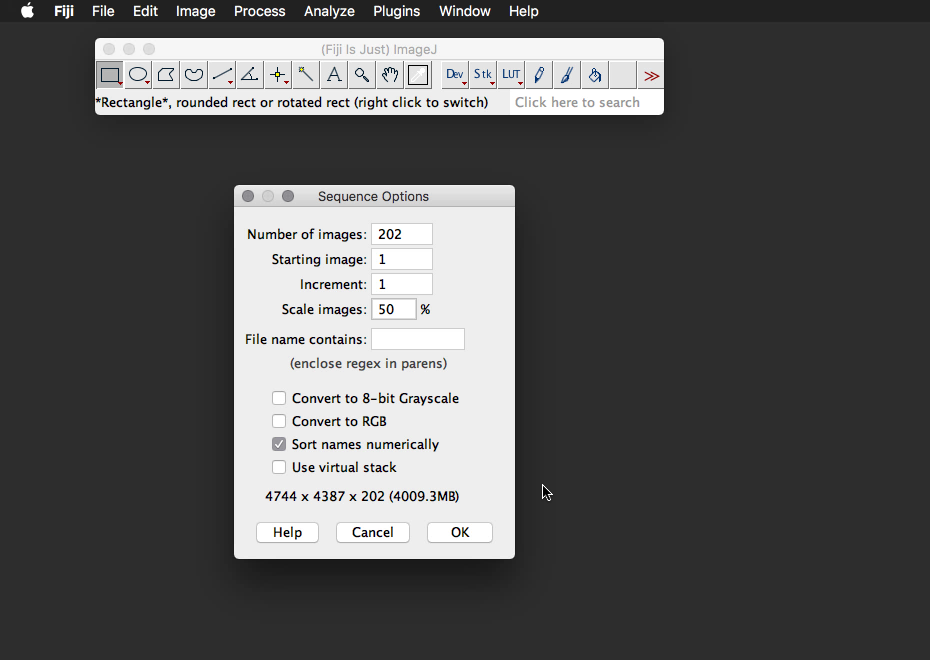 Fiji File Edit Image Process Analyze Plugins Window Help
(Fiji Is Just) ImageJ
A Dev Stk LUT >>
*Rectangle*, rounded rect or rotated rect (right click to switch) Click here to search
Sequence Options
Number of images: 202
Starting image: 1
Increment: 1
Scale images: 50 %
File name contains:
(enclose regex in parens)
Convert to 8-bit Grayscale
Convert to RGB
Sort names numerically
Use virtual stack
4744 x 4387 x 202 (4009.3MB)
Help Cancel OK